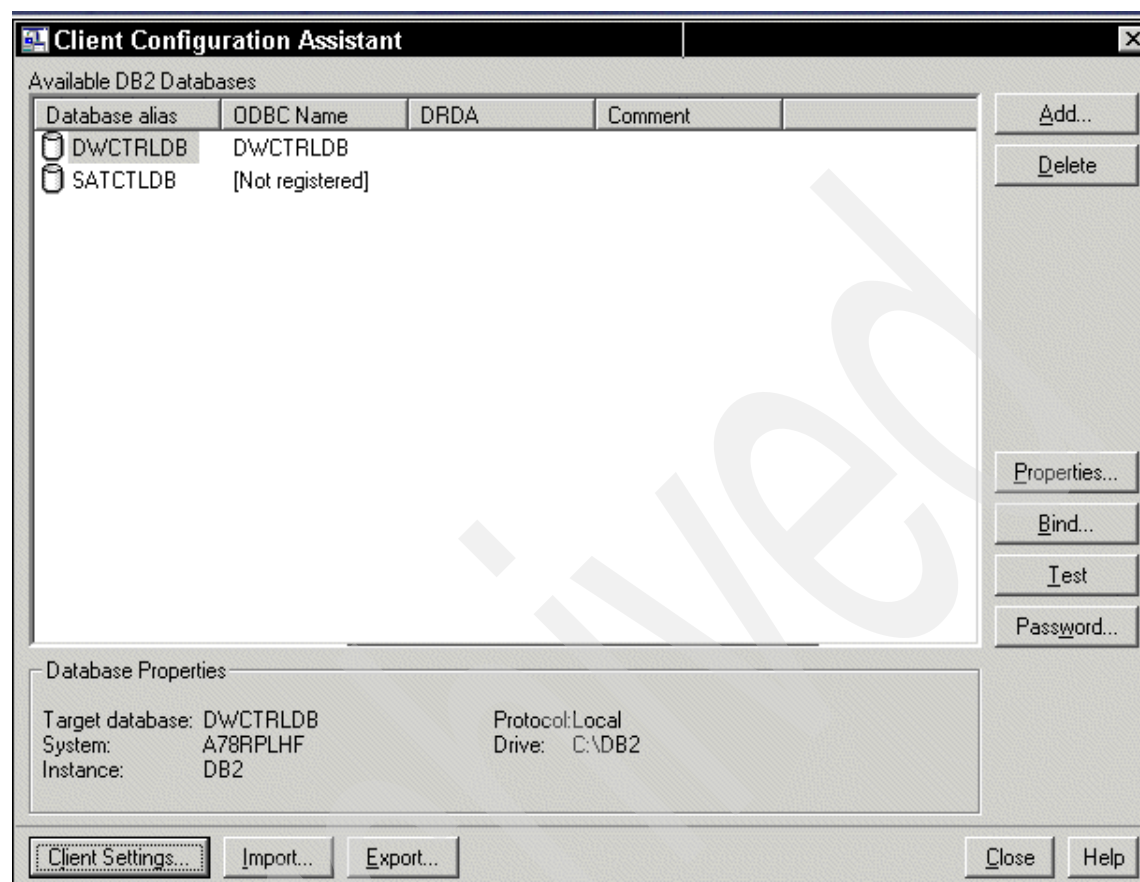 Client Configuration Assistant
Available DB2 Databases
Database alias ODBC Name DRDA Comment
DWCTRLDB DWCTRLDB
SATCTLDB [Not registered]
Add...
Delete
Properties...
Bind...
Test
Password...
Database Properties
Target database: DWCTRLDB Protocol:Local
System: A78RPLHF Drive: C:\DB2
Instance: DB2
Client Settings... Import... Export... Close Help